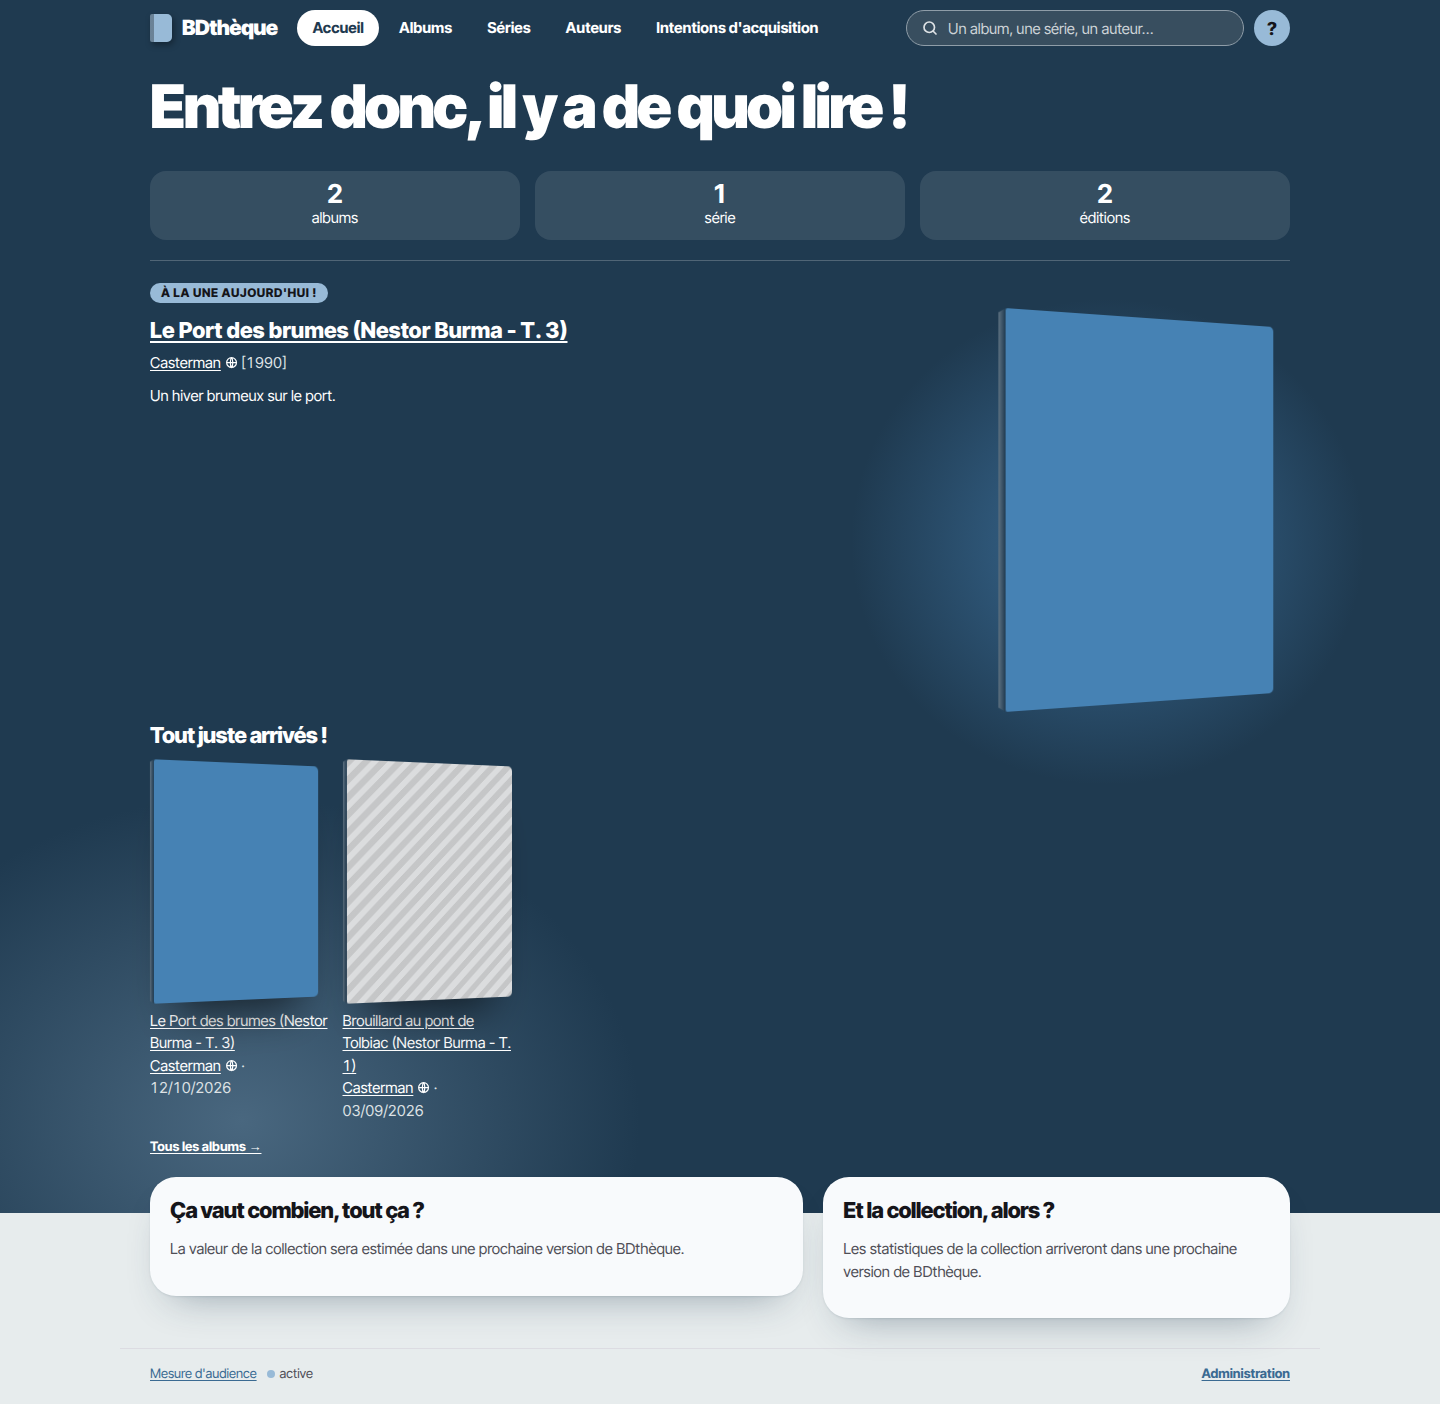 BDthèque
Accueil
Albums
Séries
Auteurs
Intentions d'acquisition
Un album, une série, un auteur...
?
Entrez donc, il y a de quoi lire !
2
albums
1
série
2
éditions
À LA UNE AUJOURD'HUI !
Le Port des brumes (Nestor Burma - T. 3)
Casterman [1990]
Un hiver brumeux sur le port.
Tout juste arrivés !
Le Port des brumes (Nestor
Burma - T. 3)
Casterman ·
12/10/2026
Brouillard au pont de
Tolbiac (Nestor Burma - T.
1)
Casterman ·
03/09/2026
Tous les albums →
Ça vaut combien, tout ça ?
La valeur de la collection sera estimée dans une prochaine version de BDthèque.
Et la collection, alors ?
Les statistiques de la collection arriveront dans une prochaine
version de BDthèque.
Mesure d'audience
active
Administration